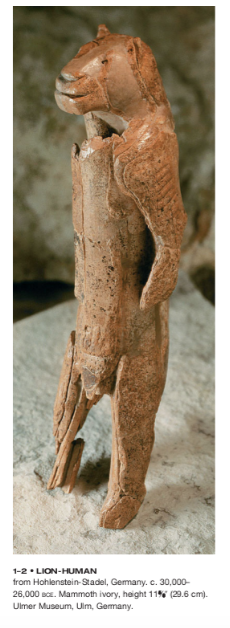 1–2 • LION-HUMAN
from Hohlenstein-Stadel, Germany. c. 30,000–
26,000 BCE. Mammoth ivory, height 11⅝″ (29.6 cm).
Ulmer Museum, Ulm, Germany.